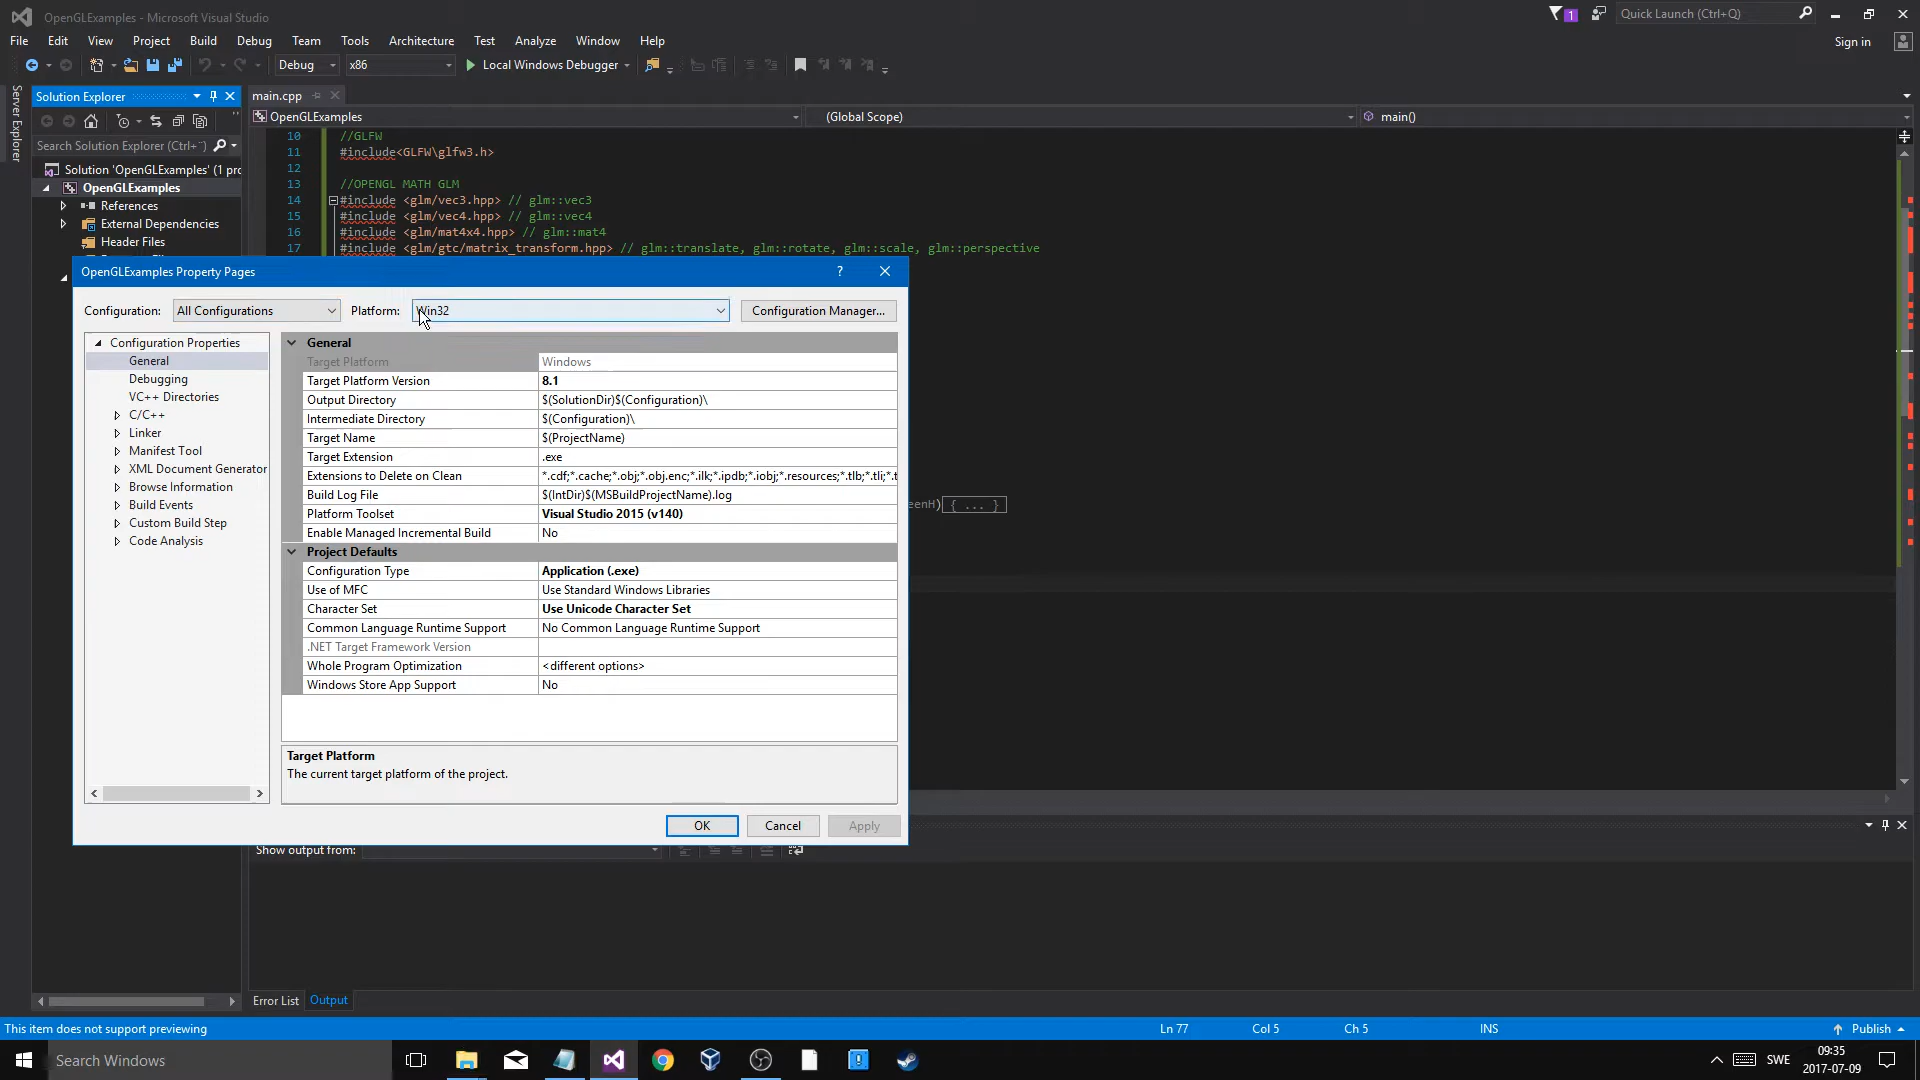 OpenGLExamples - Microsoft Visual Studio
1
Quick Launch (Ctrl+Q)
File Edit View Project Build Debug Team Tools Architecture Test Analyze Window Help
Sign in
Debug x86 Local Windows Debugger
Server Explorer
Solution Explorer
main.cpp
OpenGLExamples (Global Scope) main()
Search Solution Explorer (Ctrl+¨)
Solution 'OpenGLExamples' (1 pro
OpenGLExamples
References
External Dependencies
Header Files
10 //GLFW
11 #include<GLFW\glfw3.h>
12
13 //OPENGL MATH GLM
14 #include <glm/vec3.hpp> // glm::vec3
15 #include <glm/vec4.hpp> // glm::vec4
16 #include <glm/mat4x4.hpp> // glm::mat4
17 #include <glm/gtc/matrix_transform.hpp> // glm::translate, glm::rotate, glm::scale, glm::perspective
eenH){ ... }
OpenGLExamples Property Pages
?
Configuration: All Configurations Platform: Win32 Configuration Manager...
Configuration Properties
General
Debugging
VC++ Directories
C/C++
Linker
Manifest Tool
XML Document Generator
Browse Information
Build Events
Custom Build Step
Code Analysis
General
Target Platform Windows
Target Platform Version 8.1
Output Directory $(SolutionDir)$(Configuration)\
Intermediate Directory $(Configuration)\
Target Name $(ProjectName)
Target Extension .exe
Extensions to Delete on Clean *.cdf;*.cache;*.obj;*.obj.enc;*.ilk;*.ipdb;*.iobj;*.resources;*.tlb;*.tli;*.t
Build Log File $(IntDir)$(MSBuildProjectName).log
Platform Toolset Visual Studio 2015 (v140)
Enable Managed Incremental Build No
Project Defaults
Configuration Type Application (.exe)
Use of MFC Use Standard Windows Libraries
Character Set Use Unicode Character Set
Common Language Runtime Support No Common Language Runtime Support
.NET Target Framework Version
Whole Program Optimization <different options>
Windows Store App Support No
Target Platform
The current target platform of the project.
OK Cancel Apply
Show output from:
Error List Output
This item does not support previewing
Ln 77 Col 5 Ch 5 INS Publish
Search Windows
SWE
09:35
2017-07-09